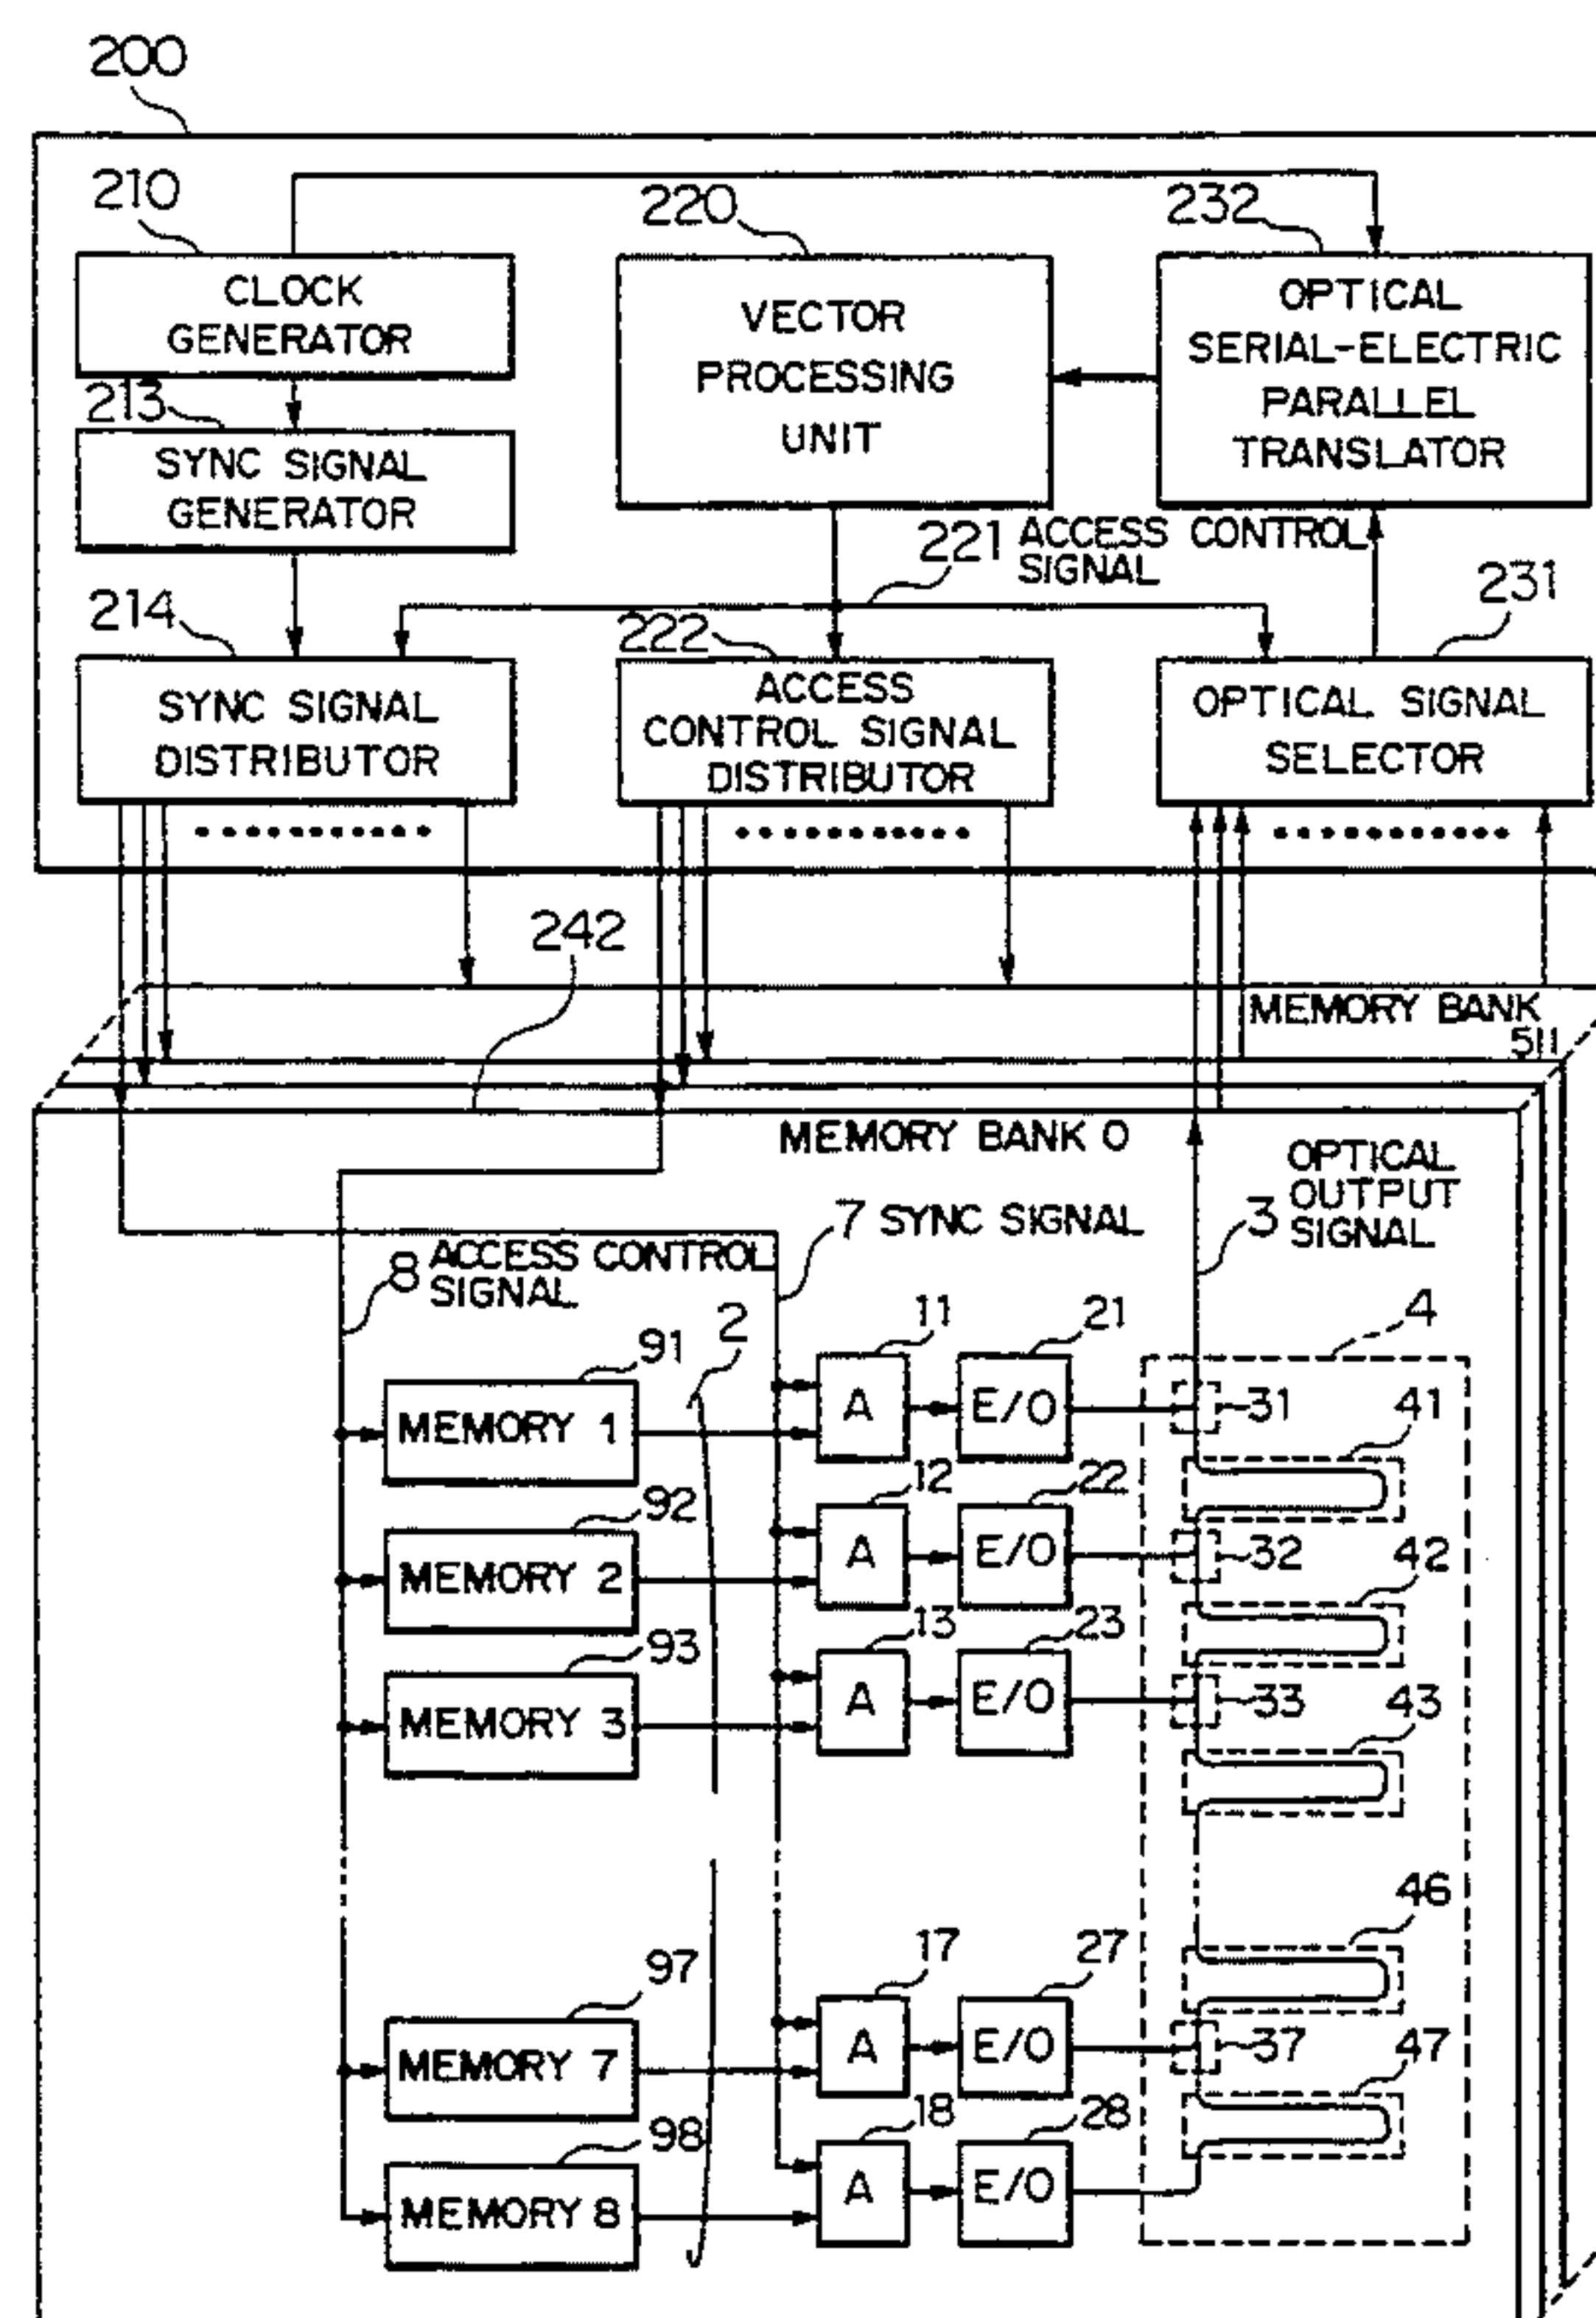 200
210
220
232
CLOCK
GENERATOR
VECTOR
PROCESSING
UNIT
OPTICAL
SERIAL-ELECTRIC
PARALLEL
TRANSLATOR
213
SYNC SIGNAL
GENERATOR
221 ACCESS CONTROL
SIGNAL
214
222
231
SYNC SIGNAL
DISTRIBUTOR
ACCESS
CONTROL SIGNAL
DISTRIBUTOR
OPTICAL SIGNAL
SELECTOR
242
MEMORY BANK
511
MEMORY BANK 0
OPTICAL
OUTPUT
SIGNAL
3
7 SYNC SIGNAL
8 ACCESS CONTROL
SIGNAL
2
11
21
4
91
MEMORY 1
A
E/O
31
41
12
22
92
MEMORY 2
A
E/O
32
42
13
23
93
MEMORY 3
A
E/O
33
43
46
17
27
97
MEMORY 7
A
E/O
37
47
18
28
98
MEMORY 8
A
E/O